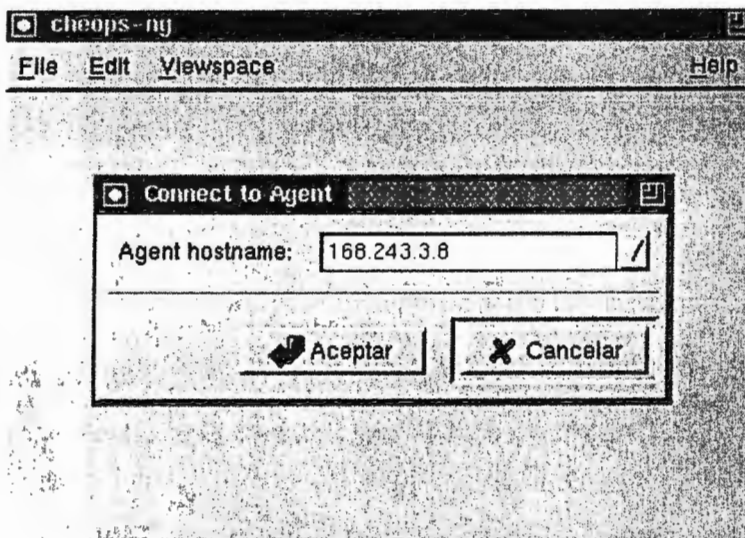 cheops-ng
File Edit Viewspace Help
Connect to Agent
Agent hostname: 168.243.3.8
Aceptar Cancelar